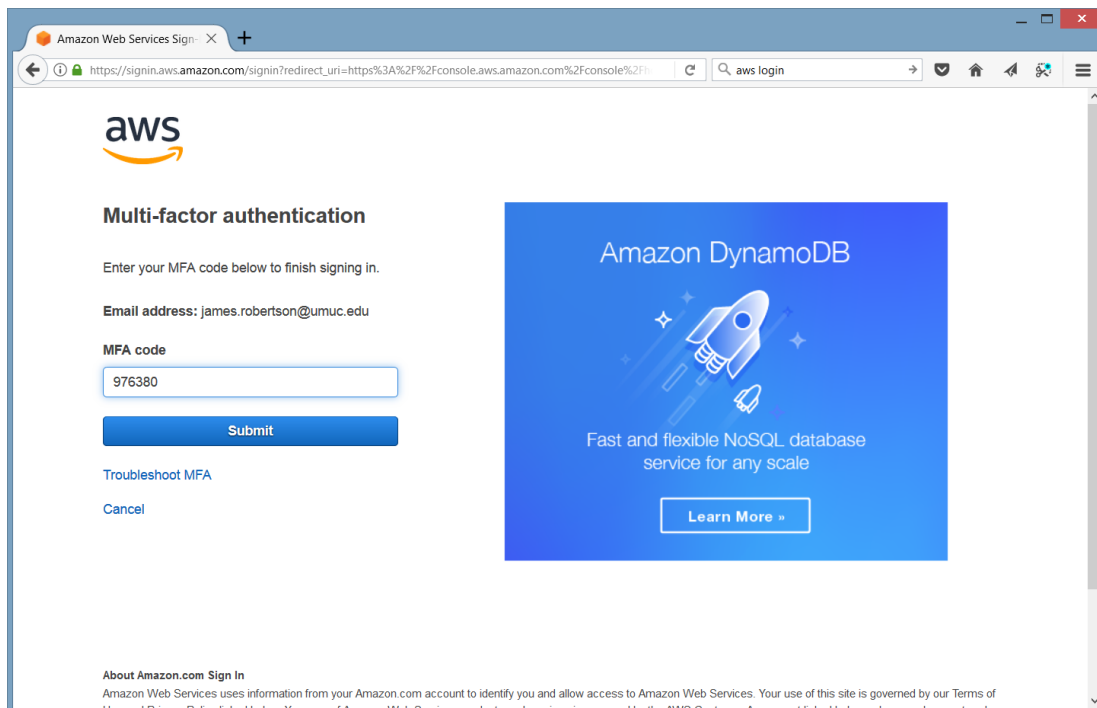 Amazon Web Services Sign-
https://signin.aws.amazon.com/signin?redirect_uri=https%3A%2F%2Fconsole.aws.amazon.com%2Fconsole%2Fh
aws login
aws
Multi-factor authentication
Enter your MFA code below to finish signing in.
Email address: james.robertson@umuc.edu
MFA code
976380
Submit
Troubleshoot MFA
Cancel
Amazon DynamoDB
Fast and flexible NoSQL database
service for any scale
Learn More »
About Amazon.com Sign In
Amazon Web Services uses information from your Amazon.com account to identify you and allow access to Amazon Web Services. Your use of this site is governed by our Terms of